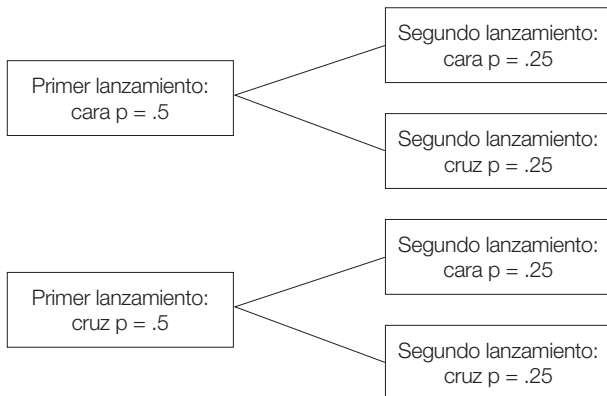 Segundo lanzamiento:
cara p = .25
Primer lanzamiento:
cara p = .5
Segundo lanzamiento:
cruz p = .25
Segundo lanzamiento:
cara p = .25
Primer lanzamiento:
cruz p = .5
Segundo lanzamiento:
cruz p = .25